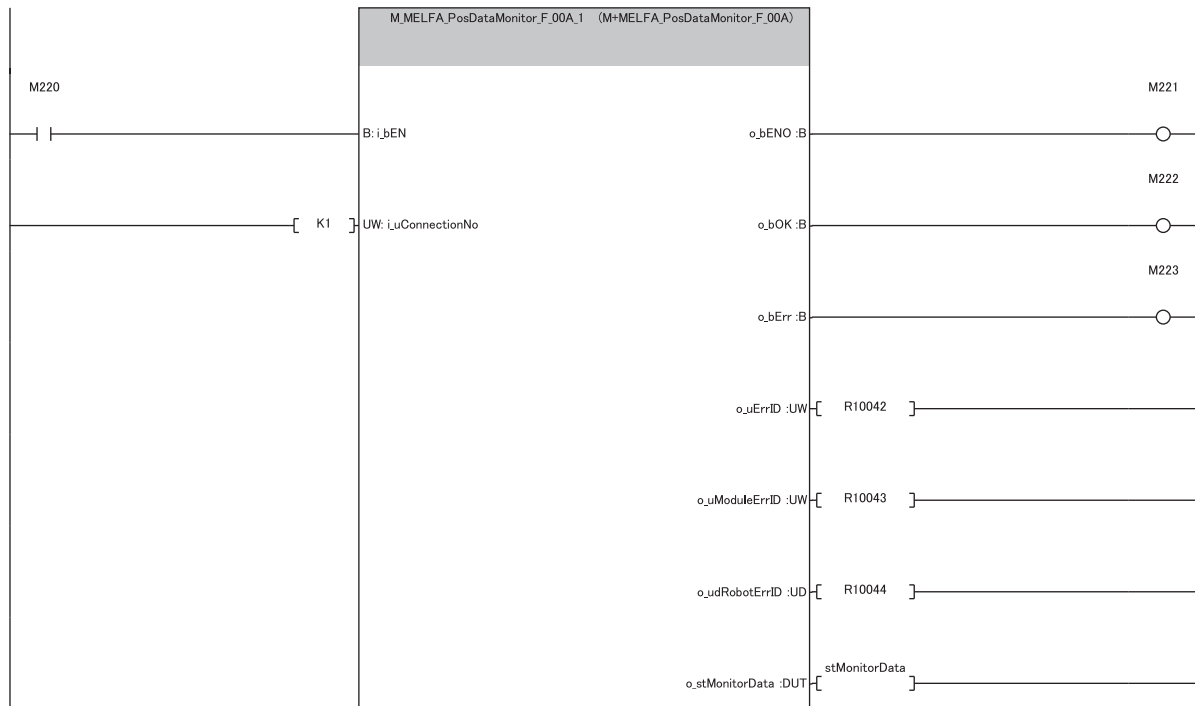 M_MELFA_PosDataMonitor_F_00A_1 (M+MELFA_PosDataMonitor_F_00A)
M220
M221
B: i_bEN
o_bENO :B
M222
K1
UW: i_uConnectionNo
o_bOK :B
M223
o_bErr :B
o_uErrID :UW
R10042
o_uModuleErrID :UW
R10043
o_udRobotErrID :UD
R10044
stMonitorData
o_stMonitorData :DUT